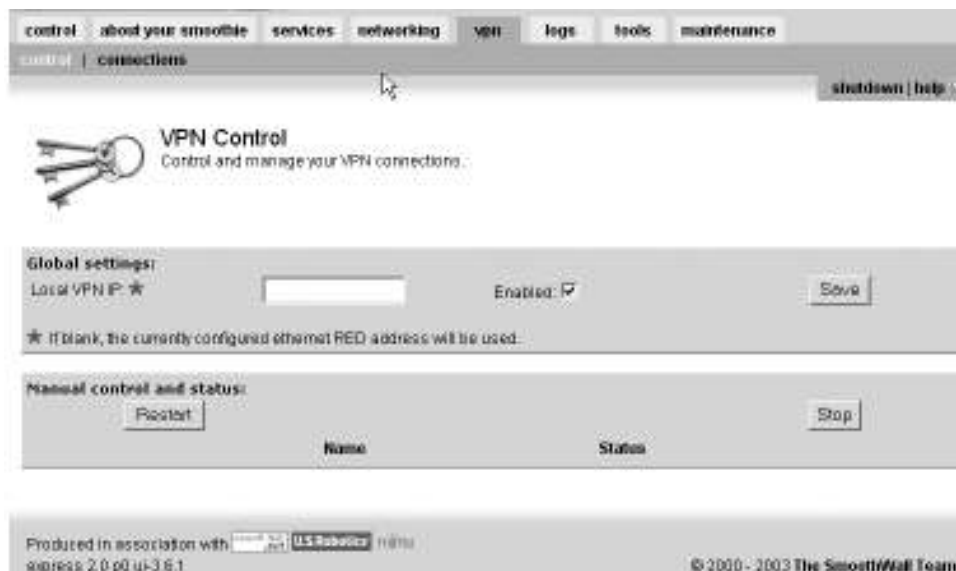 control about your smoothie services networking vpn logs tools maintenance
control | connections
shutdown | help
VPN Control
Control and manage your VPN connections.
Global settings:
Local VPN IP: ★ Enabled: Save
★ If blank, the currently configured ethernet RED address will be used.
Manual control and status:
Restart Stop
Name Status
Produced in association with U.S.Robotics
express 2.0 p0 ui-3.6.1 © 2000 - 2003 The SmoothWall Team